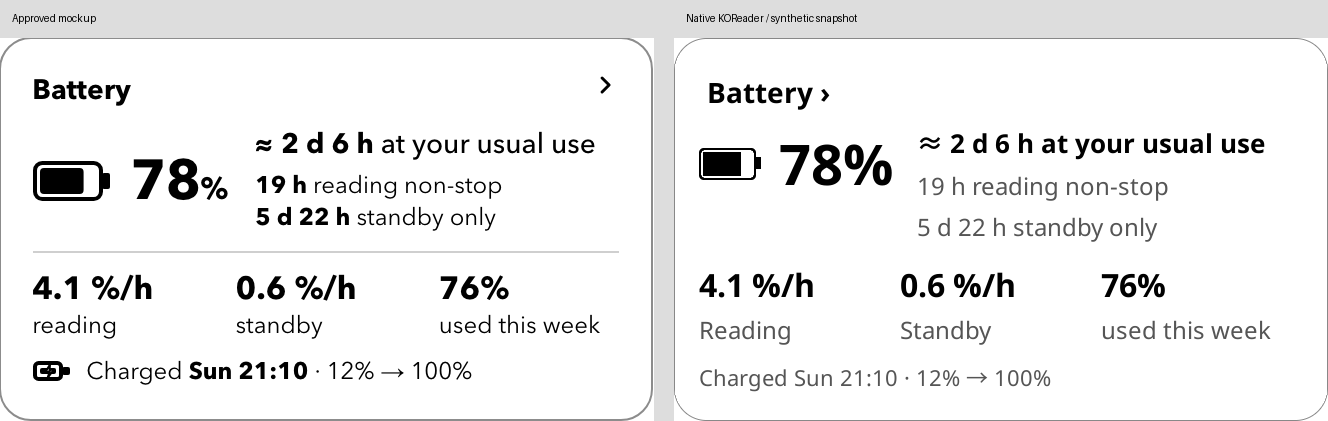 Approved mockup
Battery
78%
≈ 2 d 6 h at your usual use
19 h reading non-stop
5 d 22 h standby only
4.1 %/h
0.6 %/h
76%
reading
standby
used this week
Charged Sun 21:10 · 12% → 100%
Native KOReader / synthetic snapshot
Battery ›
78%
≈ 2 d 6 h at your usual use
19 h reading non-stop
5 d 22 h standby only
4.1 %/h
0.6 %/h
76%
Reading
Standby
used this week
Charged Sun 21:10 · 12% → 100%